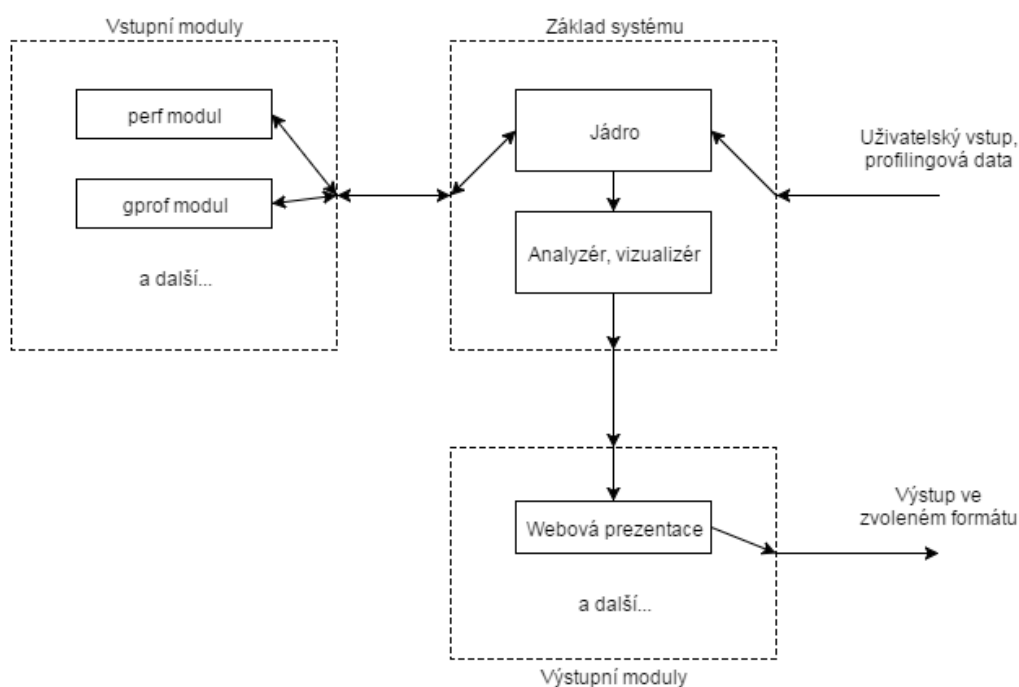 Vstupní moduly
perf modul
gprof modul
a další...
Základ systému
Jádro
Analyzér, vizualizér
Uživatelský vstup,
profilingová data
Webová prezentace
a další...
Výstupní moduly
Výstup ve
zvoleném formátu